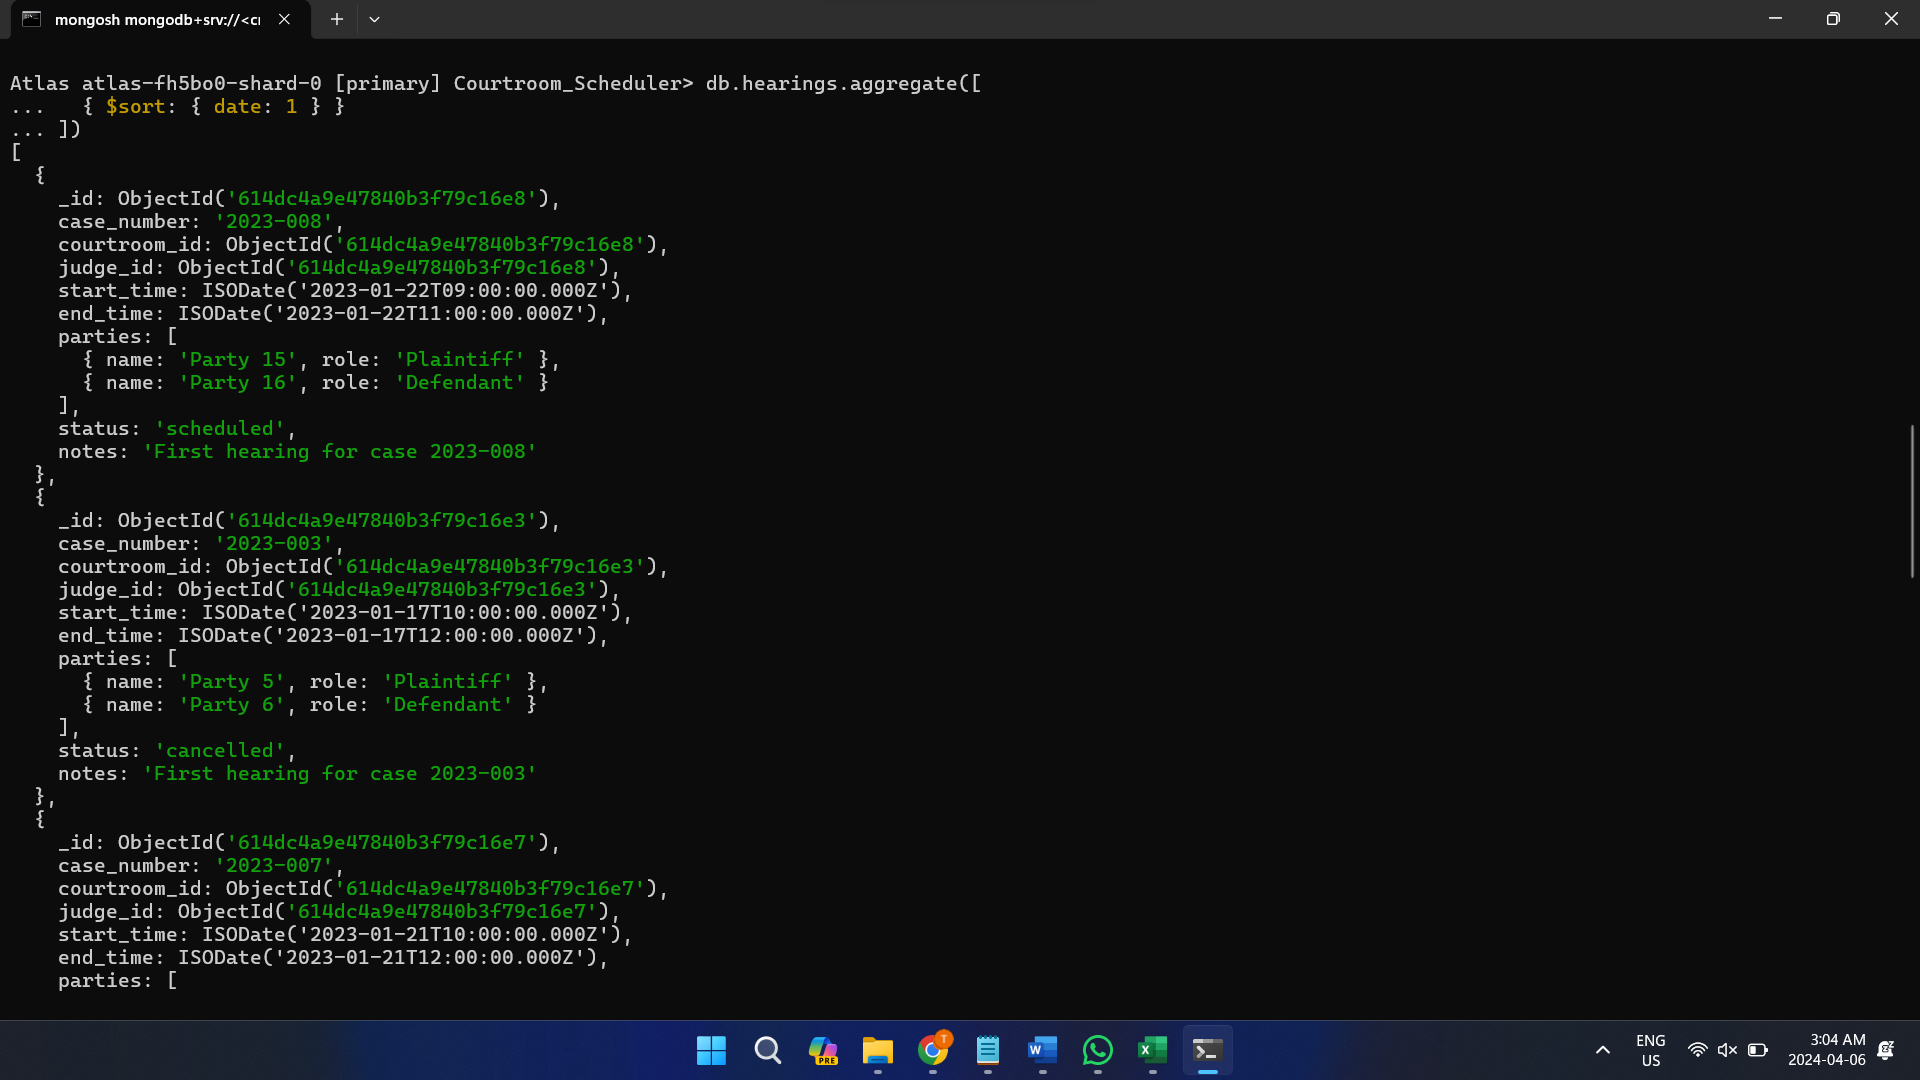 mongosh mongodb+srv://<cr
Atlas atlas-fh5bo0-shard-0 [primary] Courtroom_Scheduler> db.hearings.aggregate([
...   { $sort: { date: 1 } }
... ])
[
  {
    _id: ObjectId('614dc4a9e47840b3f79c16e8'),
    case_number: '2023-008',
    courtroom_id: ObjectId('614dc4a9e47840b3f79c16e8'),
    judge_id: ObjectId('614dc4a9e47840b3f79c16e8'),
    start_time: ISODate('2023-01-22T09:00:00.000Z'),
    end_time: ISODate('2023-01-22T11:00:00.000Z'),
    parties: [
      { name: 'Party 15', role: 'Plaintiff' },
      { name: 'Party 16', role: 'Defendant' }
    ],
    status: 'scheduled',
    notes: 'First hearing for case 2023-008'
  },
  {
    _id: ObjectId('614dc4a9e47840b3f79c16e3'),
    case_number: '2023-003',
    courtroom_id: ObjectId('614dc4a9e47840b3f79c16e3'),
    judge_id: ObjectId('614dc4a9e47840b3f79c16e3'),
    start_time: ISODate('2023-01-17T10:00:00.000Z'),
    end_time: ISODate('2023-01-17T12:00:00.000Z'),
    parties: [
      { name: 'Party 5', role: 'Plaintiff' },
      { name: 'Party 6', role: 'Defendant' }
    ],
    status: 'cancelled',
    notes: 'First hearing for case 2023-003'
  },
  {
    _id: ObjectId('614dc4a9e47840b3f79c16e7'),
    case_number: '2023-007',
    courtroom_id: ObjectId('614dc4a9e47840b3f79c16e7'),
    judge_id: ObjectId('614dc4a9e47840b3f79c16e7'),
    start_time: ISODate('2023-01-21T10:00:00.000Z'),
    end_time: ISODate('2023-01-21T12:00:00.000Z'),
    parties: [
PRE
T
W
X
ENG
US
3:04 AM
2024-04-06